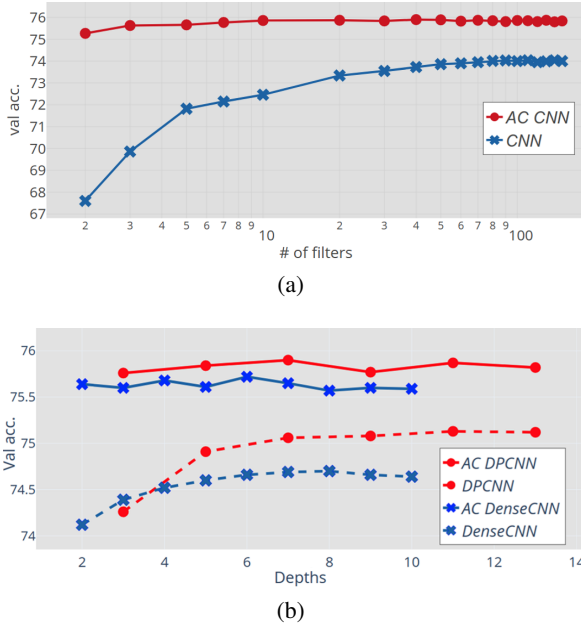 76
75
74
73
72
71
70
69
68
67
val acc.
AC CNN
CNN
2 3 4 5 6 7 8 9 10 2 3 4 5 6 7 8 9 100
# of filters
(a)
76
75.5
75
74.5
74
Val acc.
AC DPCNN
DPCNN
AC DenseCNN
DenseCNN
2 4 6 8 10 12 14
Depths
(b)